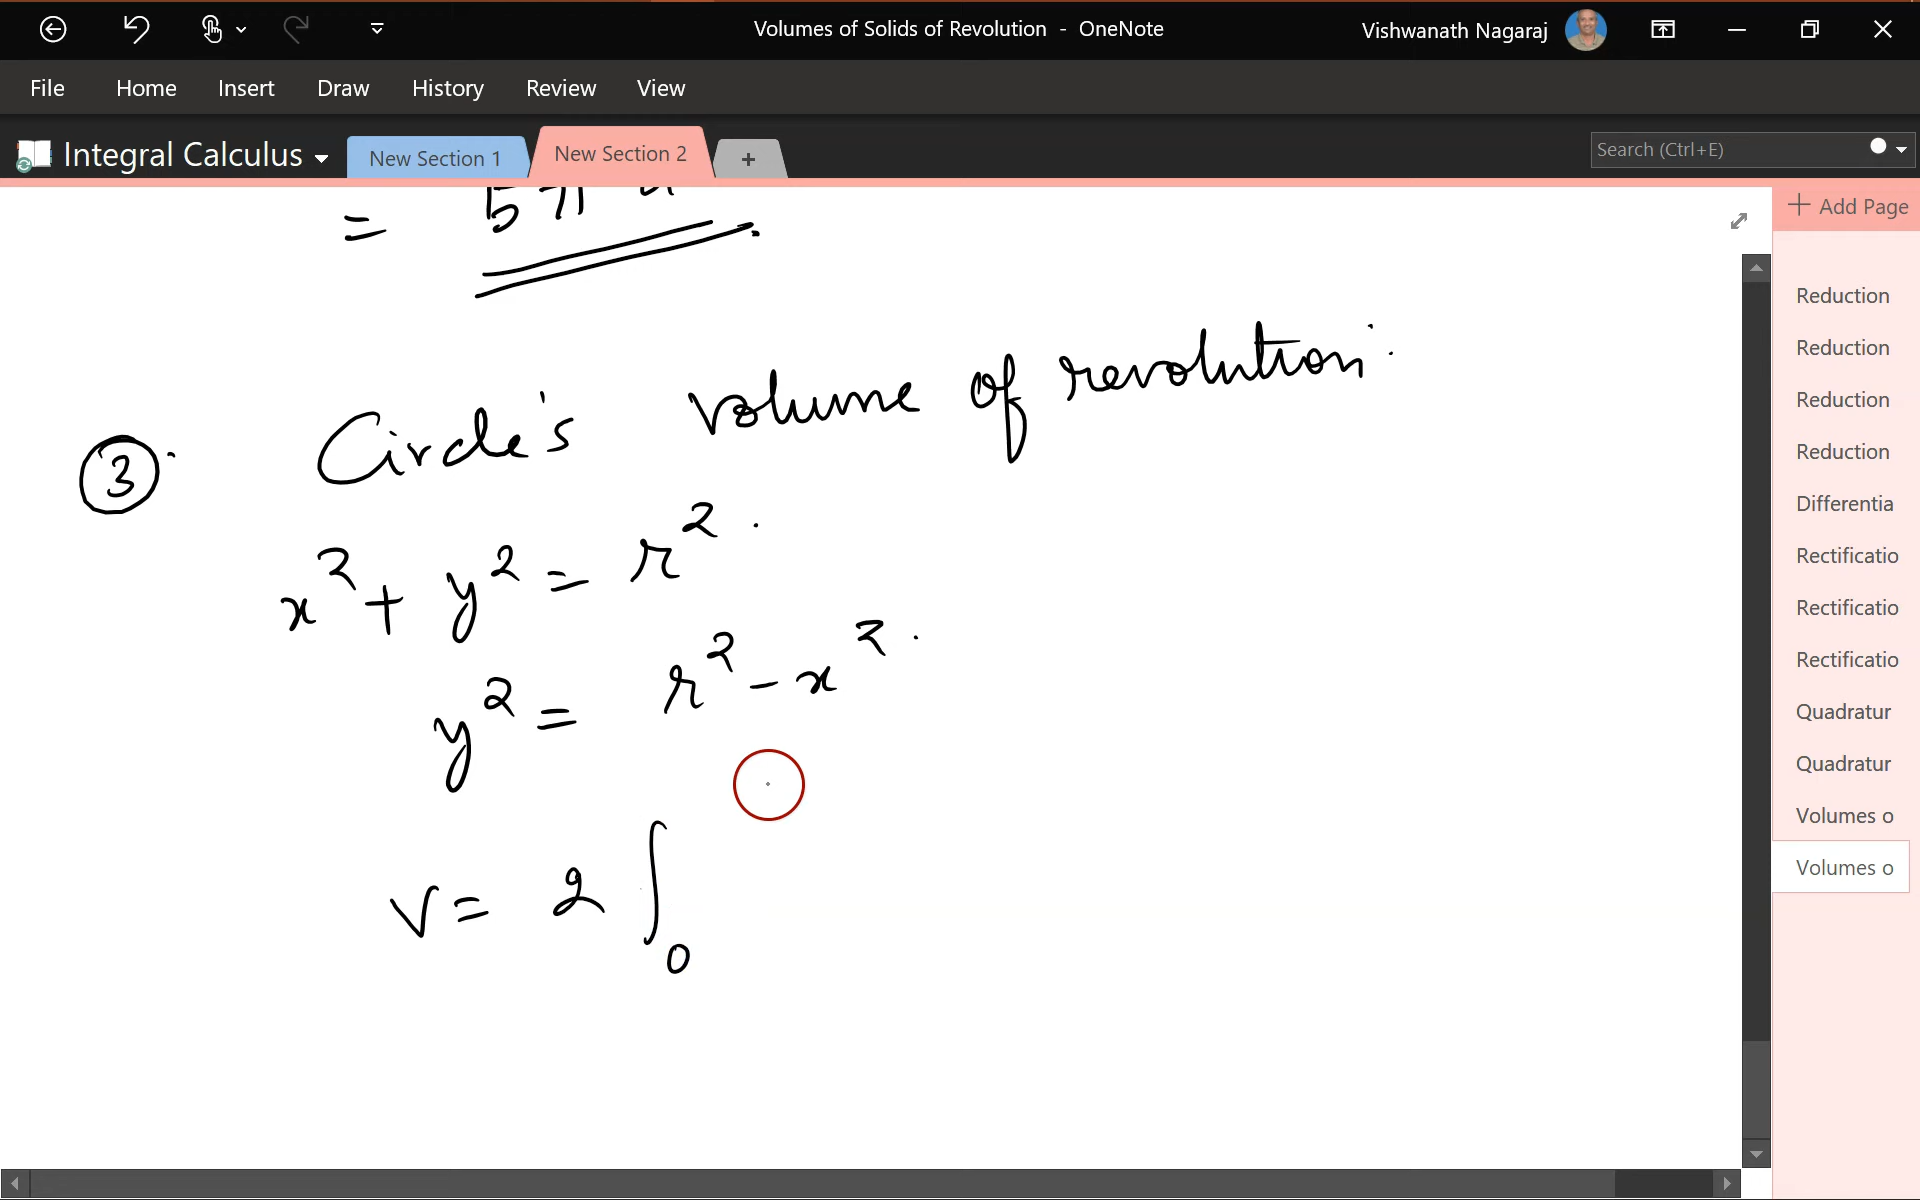 Volumes of Solids of Revolution - OneNote
Vishwanath Nagaraj
File Home Insert Draw History Review View
Integral Calculus
New Section 1
New Section 2
+
Search (Ctrl+E)
+ Add Page
Reduction
Reduction
Reduction
Reduction
Differentia
Rectificatio
Rectificatio
Rectificatio
Quadratur
Quadratur
Volumes o
Volumes o
= 5π
③. Circle's volume of revolution:
x² + y² = r².
y² = r² - x².
V = 2 ∫₀